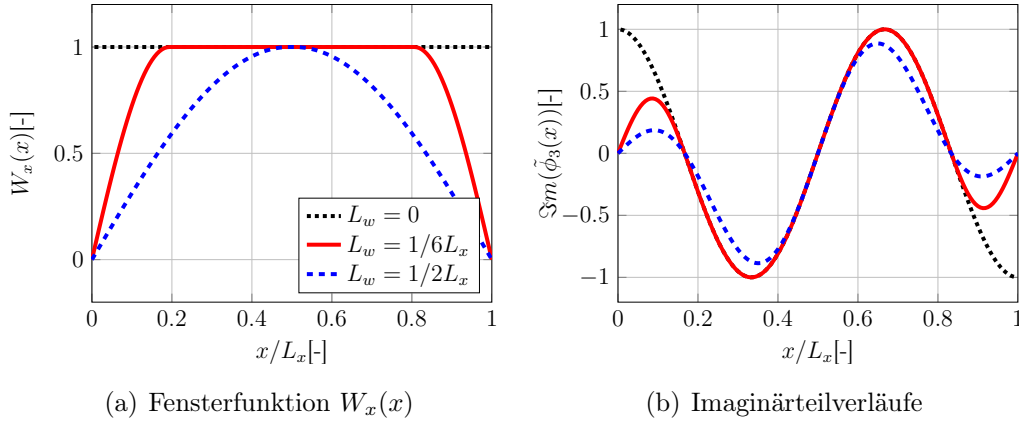 1
0.5
0
W_x(x)[-]
L_w = 0
L_w = 1/6L_x
L_w = 1/2L_x
0 0.2 0.4 0.6 0.8 1
x/L_x[-]
(a) Fensterfunktion W_x(x)
1
0.5
0
−0.5
−1
ℑm(ϕ̃_3(x))[-]
0 0.2 0.4 0.6 0.8 1
x/L_x[-]
(b) Imaginärteilverläufe